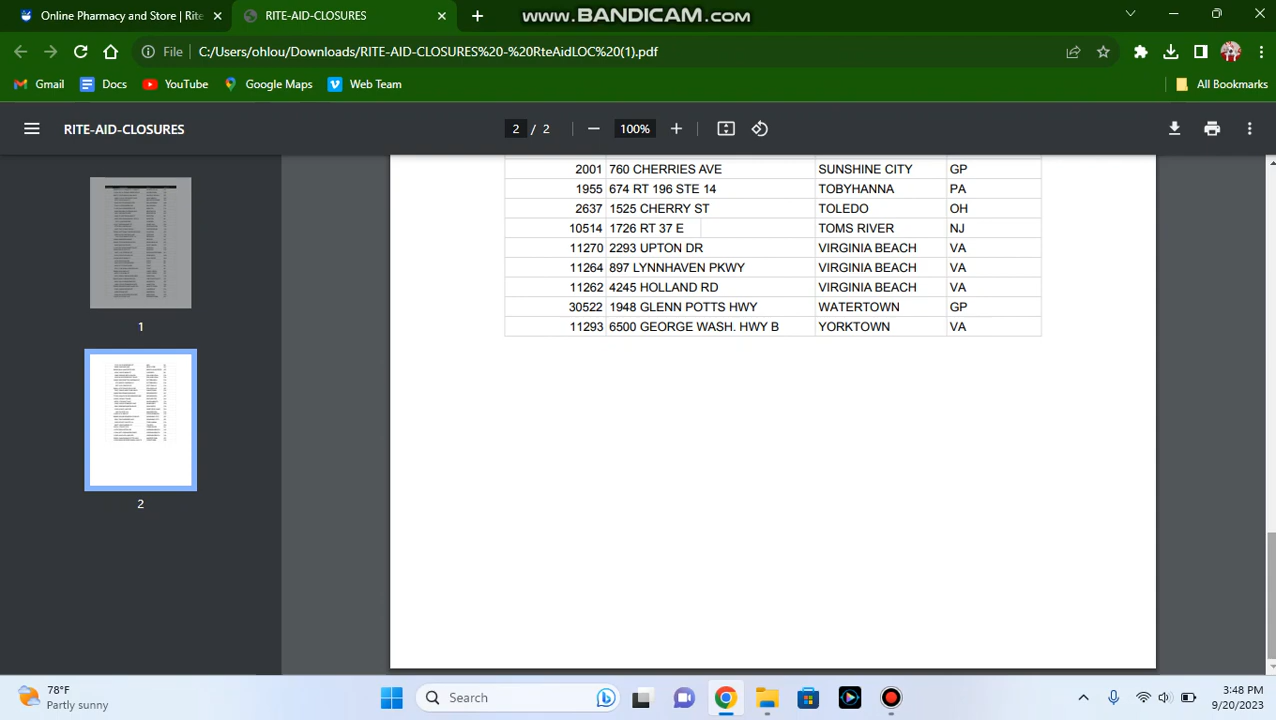 Online Pharmacy and Store | Rite
RITE-AID-CLOSURES
www.BANDICAM.com
File C:/Users/ohlou/Downloads/RITE-AID-CLOSURES%20-%20RteAidLOC%20(1).pdf
Gmail Docs YouTube Google Maps Web Team All Bookmarks
RITE-AID-CLOSURES 2 / 2 100%
2001 760 CHERRIES AVE SUNSHINE CITY GP
1955 674 RT 196 STE 14 TOBYHANNA PA
2637 1525 CHERRY ST TOLEDO OH
10514 1726 RT 37 E TOMS RIVER NJ
11270 2293 UPTON DR VIRGINIA BEACH VA
11264 897 LYNNHAVEN PKWY VIRGINIA BEACH VA
11262 4245 HOLLAND RD VIRGINIA BEACH VA
30522 1948 GLENN POTTS HWY WATERTOWN GP
11293 6500 GEORGE WASH. HWY B YORKTOWN VA
1
2
78°F
Partly sunny
Search
3:48 PM
9/20/2023